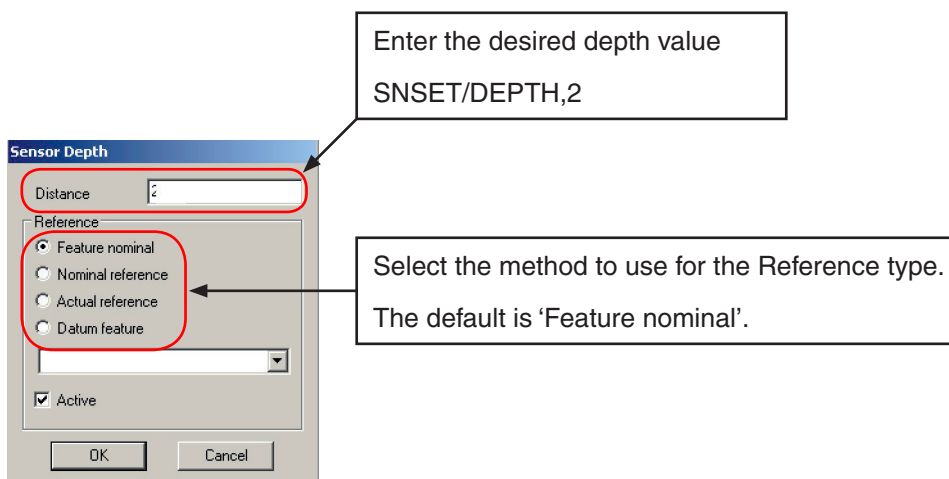 Enter the desired depth value
SNSET/DEPTH,2
Sensor Depth
Distance 2
Reference
Feature nominal
Nominal reference
Select the method to use for the Reference type.
Actual reference
The default is ‘Feature nominal’.
Datum feature
Active
OK Cancel